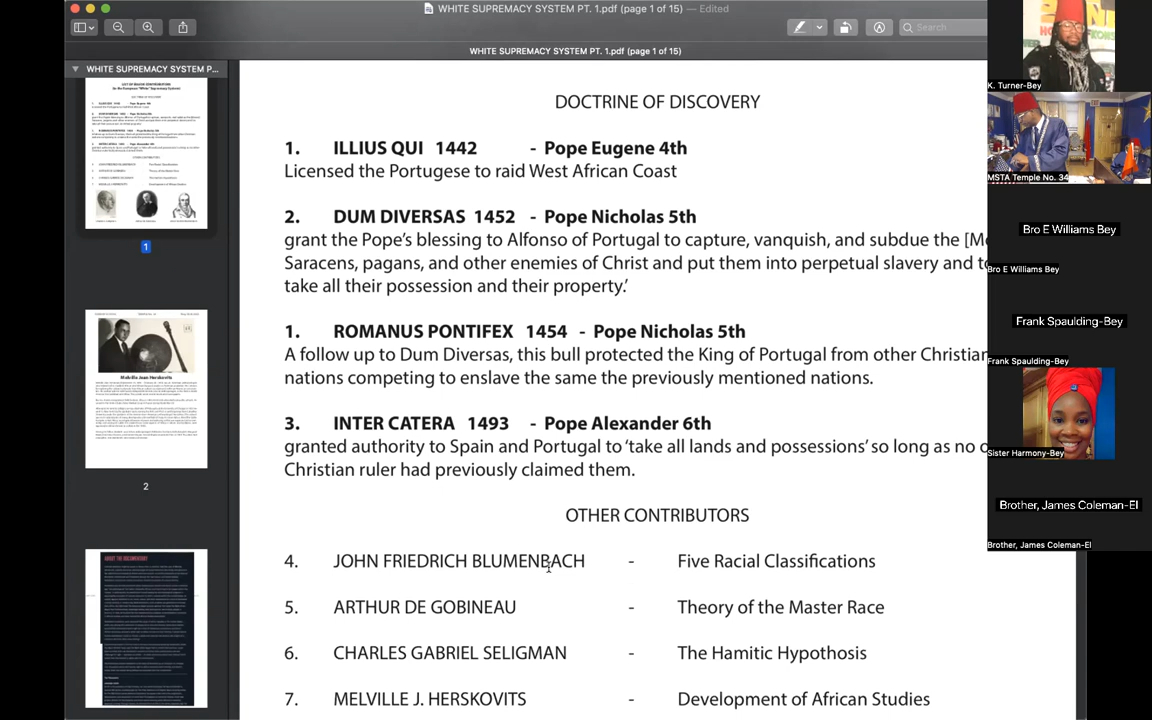 WHITE SUPREMACY SYSTEM PT. 1.pdf (page 1 of 15) — Edited
Search
WHITE SUPREMACY SYSTEM PT. 1.pdf (page 1 of 15)
WHITE SUPREMACY SYSTEM P...
1
Melville Jean Herskovits
2
ABOUT THE DOCUMENTARY
DOCTRINE OF DISCOVERY
1. ILLIUS QUI 1442 - Pope Eugene 4th
Licensed the Portugese to raid West African Coast
2. DUM DIVERSAS 1452 - Pope Nicholas 5th
grant the Pope's blessing to Alfonso of Portugal to capture, vanquish, and subdue the
Saracens, pagans, and other enemies of Christ and put them into perpetual slavery and
take all their possession and their property.'
1. ROMANUS PONTIFEX 1454 - Pope Nicholas 5th
A follow up to Dum Diversas, this bull protected the King of Portugal from other Christian
nations competing to enslave the same the previously mentioned nations.
3. INTER CATERA 1493 - Pope Alexander 6th
granted authority to Spain and Portugal to 'take all lands and possessions' so long as no
Christian ruler had previously claimed them.
OTHER CONTRIBUTORS
4. JOHN FRIEDRICH BLUMENBACH - Five Racial Classifications
5. ARTHUR DE GOBINEAU - Theory of the Master Race
6. CHARLES GABRIEL SELIGMAN - The Hamitic Hypothesis
7. MELVILLE J. HERSKOVITS - Development of African Studies
K. Turner-Bey
MSTA Temple No. 34
Bro E Williams Bey
Bro E Williams Bey
Frank Spaulding-Bey
Frank Spaulding-Bey
Sister Harmony-Bey
Brother, James Coleman-El
Brother, James Coleman-El